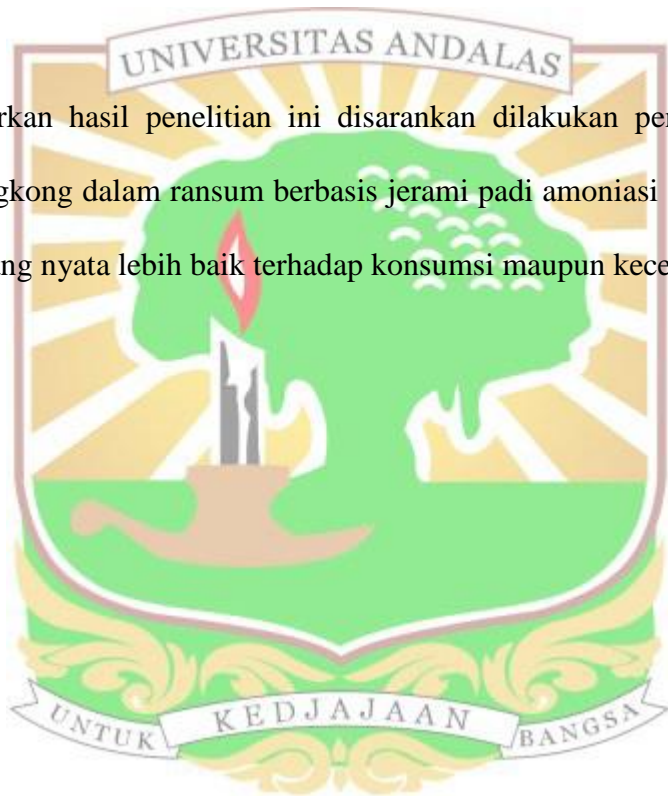 UNIVERSITAS ANDALAS
rkan hasil penelitian ini disarankan dilakukan per
gkong dalam ransum berbasis jerami padi amoniasi
ng nyata lebih baik terhadap konsumsi maupun kece
UNTUK KEDJAJAAN BANGSA